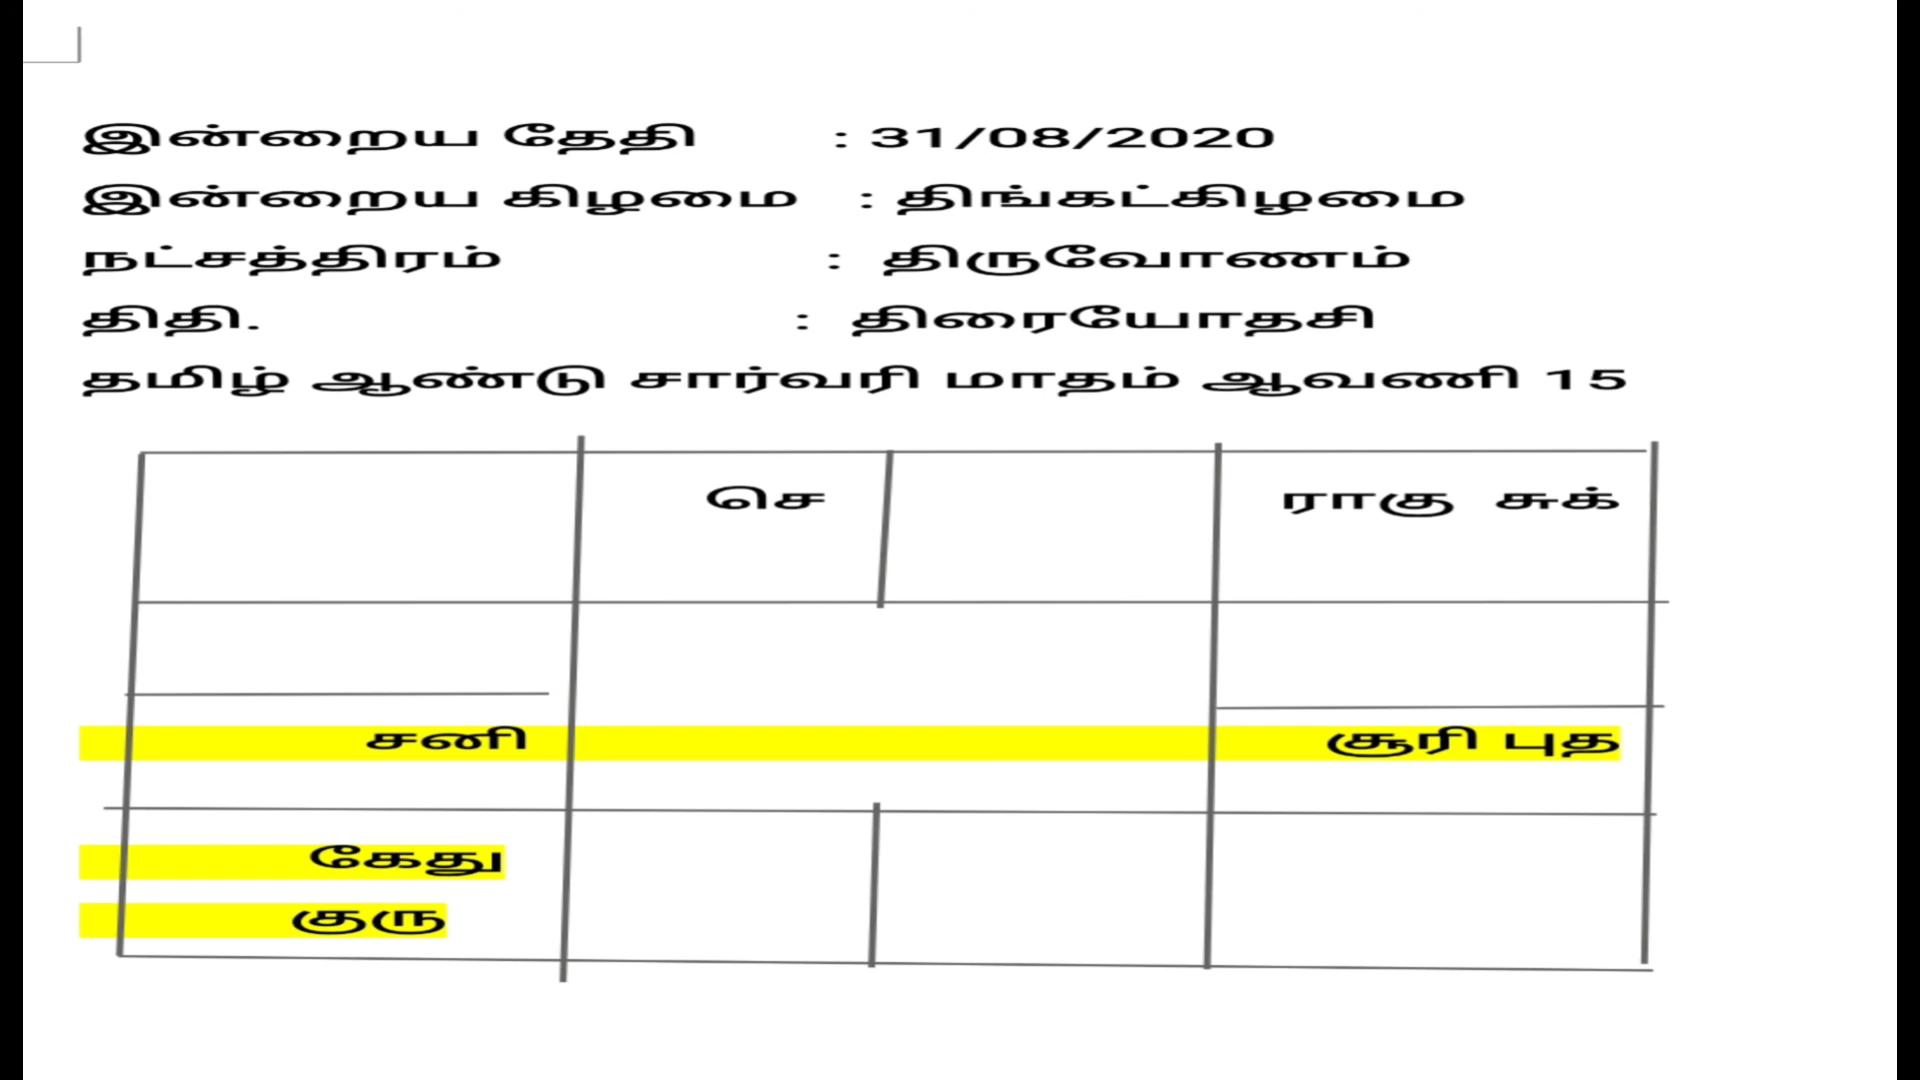 இன்றைய தேதி : 31/08/2020
இன்றைய கிழமை : திங்கட்கிழமை
நட்சத்திரம் : திருவோணம்
திதி. : திரையோதசி
தமிழ் ஆண்டு சார்வரி மாதம் ஆவணி 15
செ ராகு சுக்
சனி சூரி புத
கேது
குரு